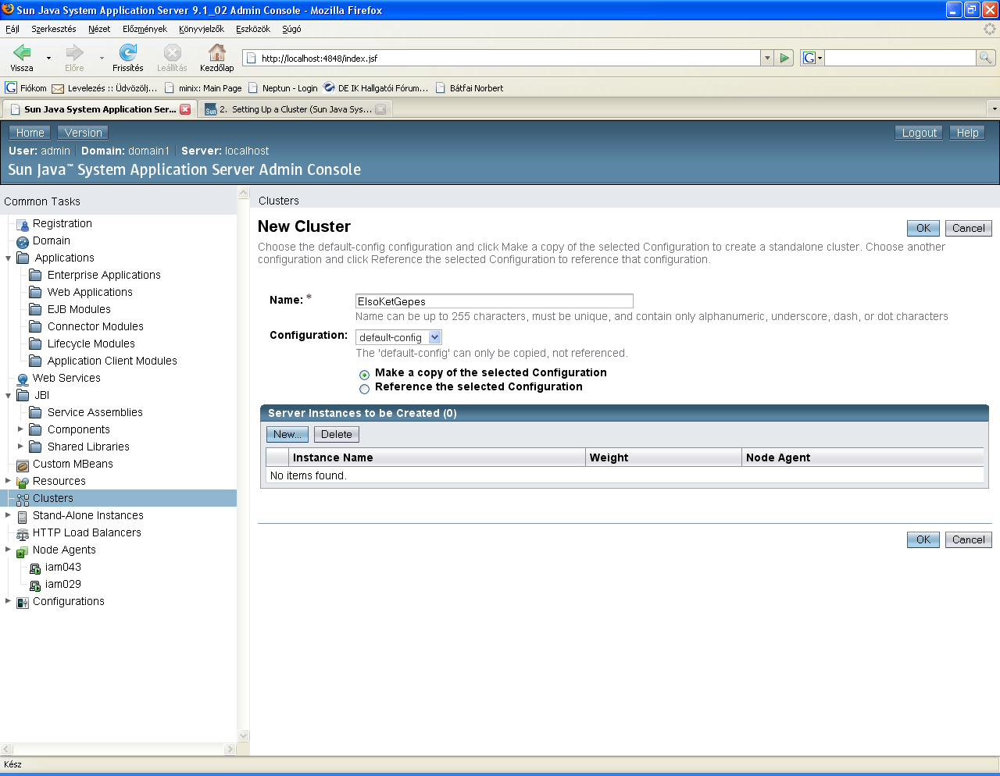 Sun Java System Application Server 9.1_02 Admin Console - Mozilla Firefox
Fájl Szerkesztés Nézet Előzmények Könyvjelzők Eszközök Súgó
Vissza Előre Frissítés Leállítás Kezdőlap http://localhost:4848/index.jsf
Fiókom Levelezés :: Üdvözölj... minix: Main Page Neptun - Login DE IK Hallgatói Fórum... Bátfai Norbert
Sun Java System Application Ser... 2. Setting Up a Cluster (Sun Java Sys...
Home Version Logout Help
User: admin Domain: domain1 Server: localhost
Sun Java™ System Application Server Admin Console
Common Tasks
Registration
Domain
Applications
Enterprise Applications
Web Applications
EJB Modules
Connector Modules
Lifecycle Modules
Application Client Modules
Web Services
JBI
Service Assemblies
Components
Shared Libraries
Custom MBeans
Resources
Clusters
Stand-Alone Instances
HTTP Load Balancers
Node Agents
iam043
iam029
Configurations
Clusters
New Cluster
OK Cancel
Choose the default-config configuration and click Make a copy of the selected Configuration to create a standalone cluster. Choose another
configuration and click Reference the selected Configuration to reference that configuration.
Name: * ElsoKetGepes
Name can be up to 255 characters, must be unique, and contain only alphanumeric, underscore, dash, or dot characters
Configuration: default-config
The 'default-config' can only be copied, not referenced.
Make a copy of the selected Configuration
Reference the selected Configuration
Server Instances to be Created (0)
New... Delete
Instance Name Weight Node Agent
No items found.
OK Cancel
Kész